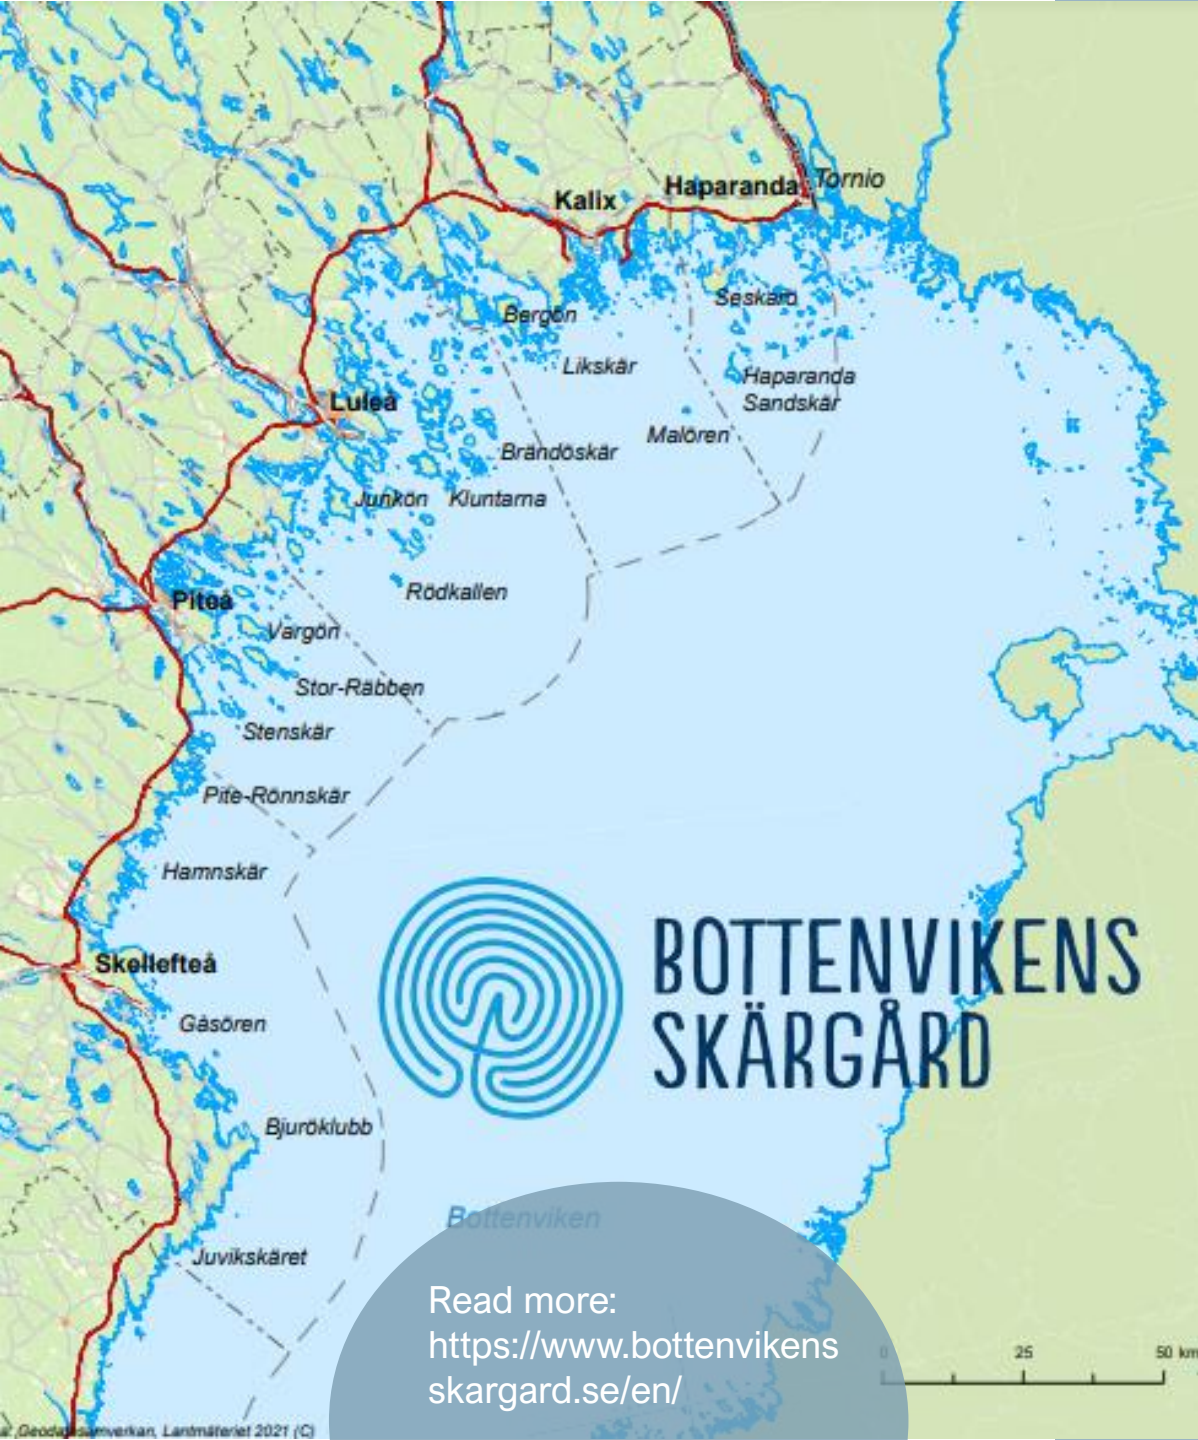 Kalix
Haparanda
Tornio
Seskarö
Bergön
Likskär
Haparanda
Sandskär
Luleå
Malören
Brändöskär
Junkön
Kluntarna
Rödkallen
Piteå
Vargön
Stor-Räbben
Stenskär
Pite-Rönnskär
Hamnskär
BOTTENVIKENS
SKÄRGÅRD
Skellefteå
Gåsören
Bjuröklubb
Bottenviken
Juvikskäret
Read more:
https://www.bottenvikens
skargard.se/en/
0 25 50 km
Geodatasamverkan, Lantmäteriet 2021 (C)